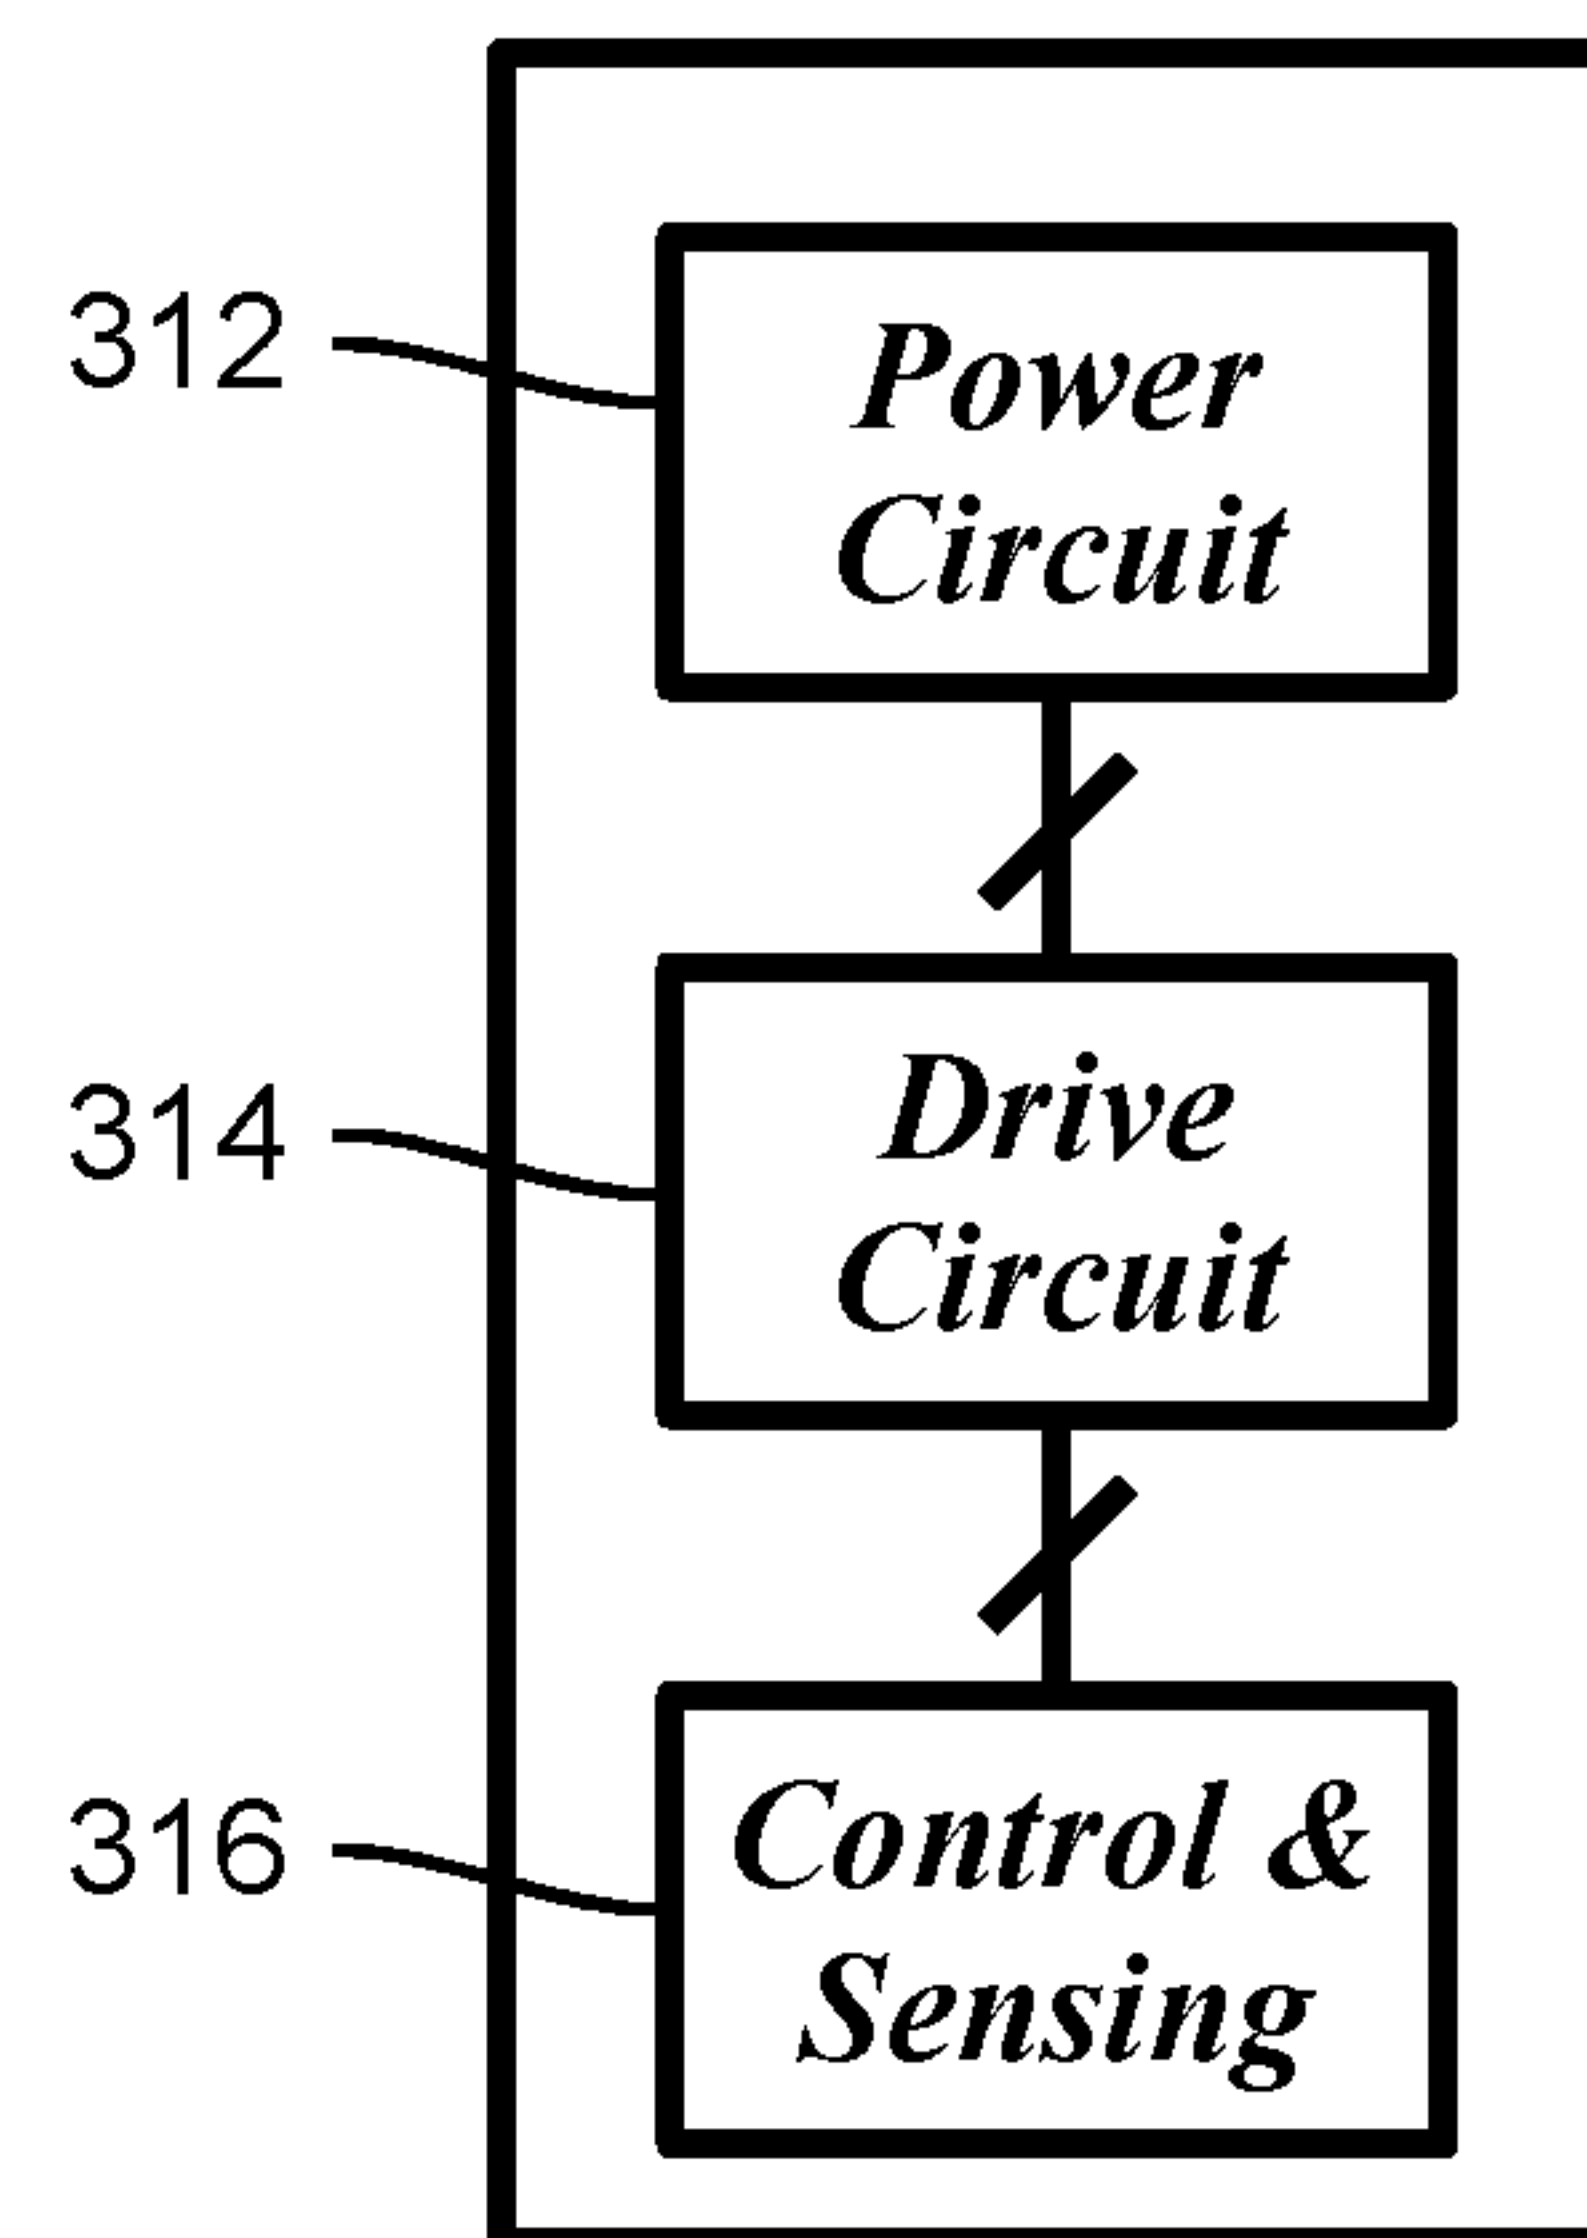 312
Power
Circuit
314
Drive
Circuit
316
Control &
Sensing